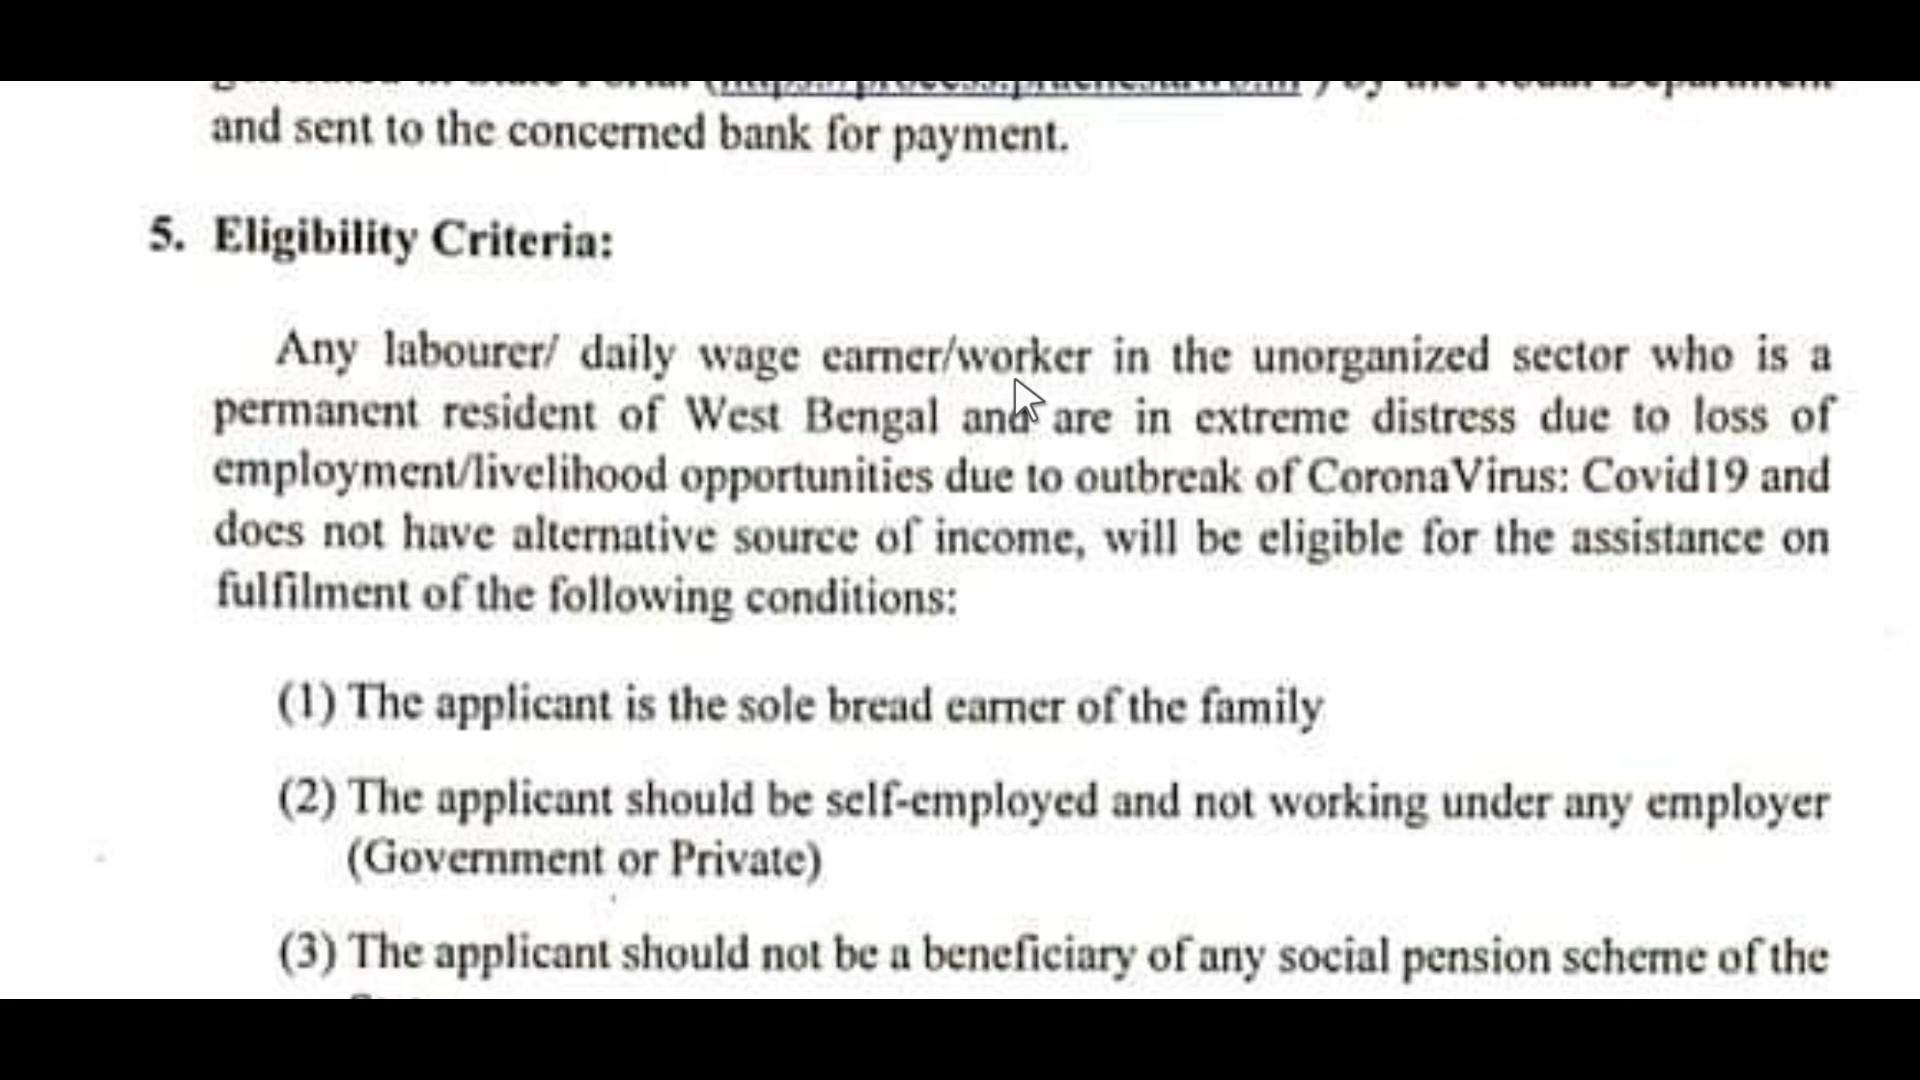 and sent to the concerned bank for payment.
5. Eligibility Criteria:
Any labourer/ daily wage earner/worker in the unorganized sector who is a
permanent resident of West Bengal and are in extreme distress due to loss of
employment/livelihood opportunities due to outbreak of CoronaVirus: Covid19 and
does not have alternative source of income, will be eligible for the assistance on
fulfilment of the following conditions:
(1) The applicant is the sole bread earner of the family
(2) The applicant should be self-employed and not working under any employer
(Government or Private)
(3) The applicant should not be a beneficiary of any social pension scheme of the